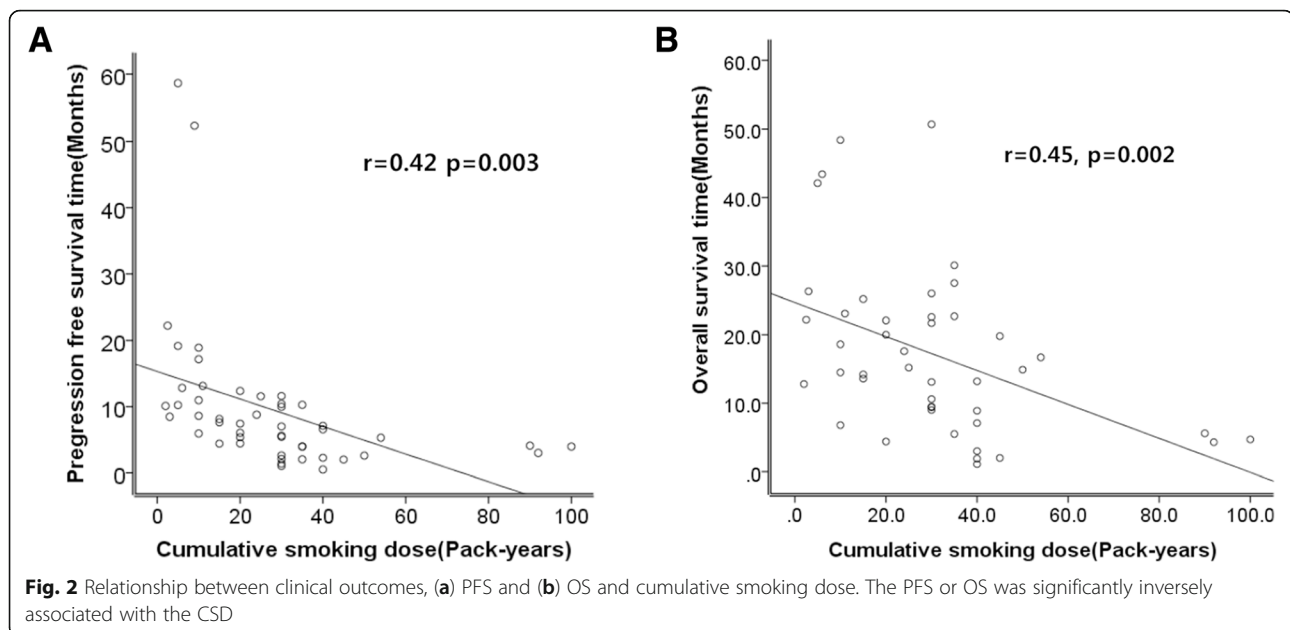 A
Pregression free survival time(Months)
60
50
40
30
20
10
0
r=0.42 p=0.003
0 20 40 60 80 100
Cumulative smoking dose(Pack-years)
B
Overall survival time(Months)
60.0
50.0
40.0
30.0
20.0
10.0
.0
r=0.45, p=0.002
.0 20.0 40.0 60.0 80.0 100.0
Cumulative smoking dose(Pack-years)
Fig. 2 Relationship between clinical outcomes, (a) PFS and (b) OS and cumulative smoking dose. The PFS or OS was significantly inversely
associated with the CSD